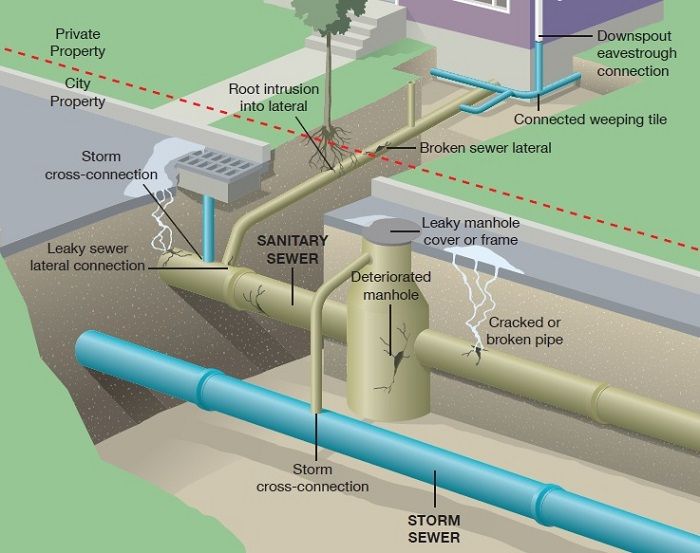 Private
Property
City
Property
Downspout
eavestrough
connection
Root intrusion
into lateral
Connected weeping tile
Broken sewer lateral
Storm
cross-connection
Leaky manhole
cover or frame
Leaky sewer
lateral connection
SANITARY
SEWER
Deteriorated
manhole
Cracked or
broken pipe
Storm
cross-connection
STORM
SEWER